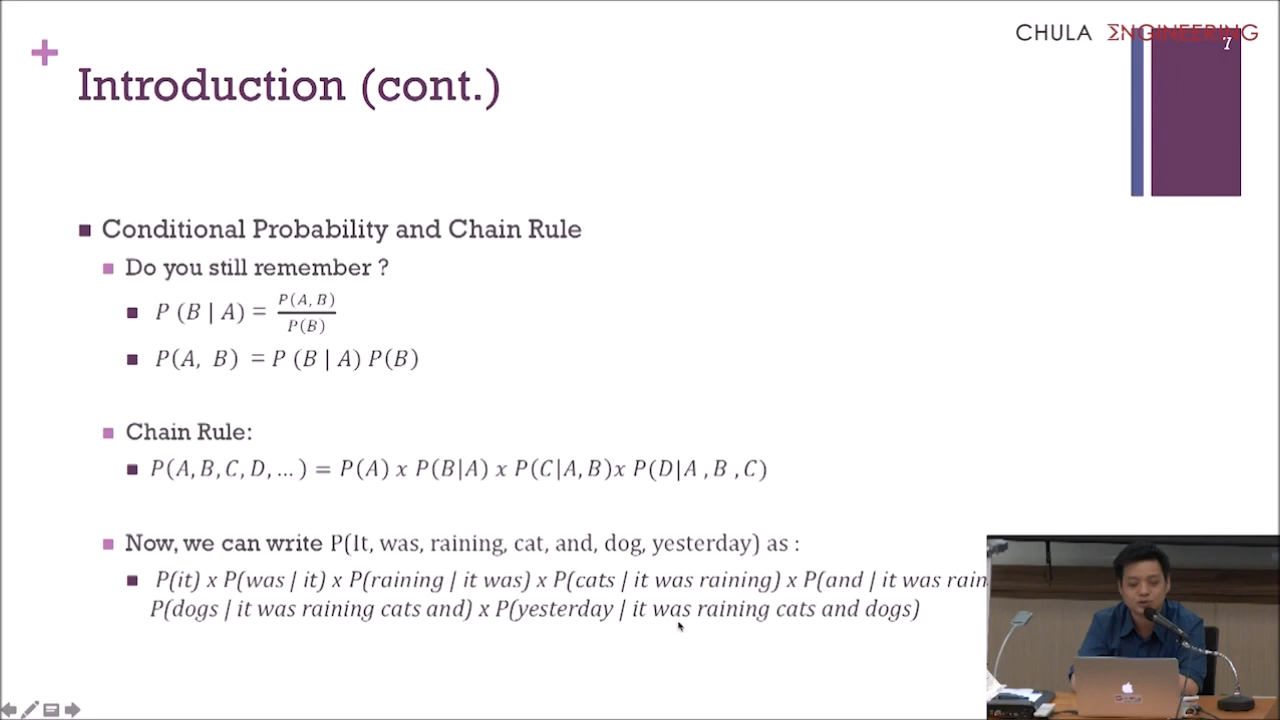 CHULA ΣNGINEERING
7
+
Introduction (cont.)
Conditional Probability and Chain Rule
Do you still remember ?
P (B | A) = P(A, B) / P(B)
P(A, B) = P (B | A) P(B)
Chain Rule:
P(A, B, C, D, ... ) = P(A) x P(B|A) x P(C|A, B)x P(D|A ,B ,C)
Now, we can write P(It, was, raining, cat, and, dog, yesterday) as :
P(it) x P(was | it) x P(raining | it was) x P(cats | it was raining) x P(and | it was rain
P(dogs | it was raining cats and) x P(yesterday | it was raining cats and dogs)